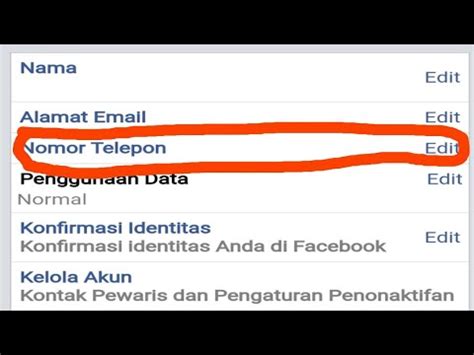 Nama
Edit
Alamat Email
Edit
Nomor Telepon
Edit
Penggunaan Data
Edit
Normal
Konfirmasi Identitas
Edit
Konfirmasi identitas Anda di Facebook
Kelola Akun
Kontak Pewaris dan Pengaturan Penonaktifan